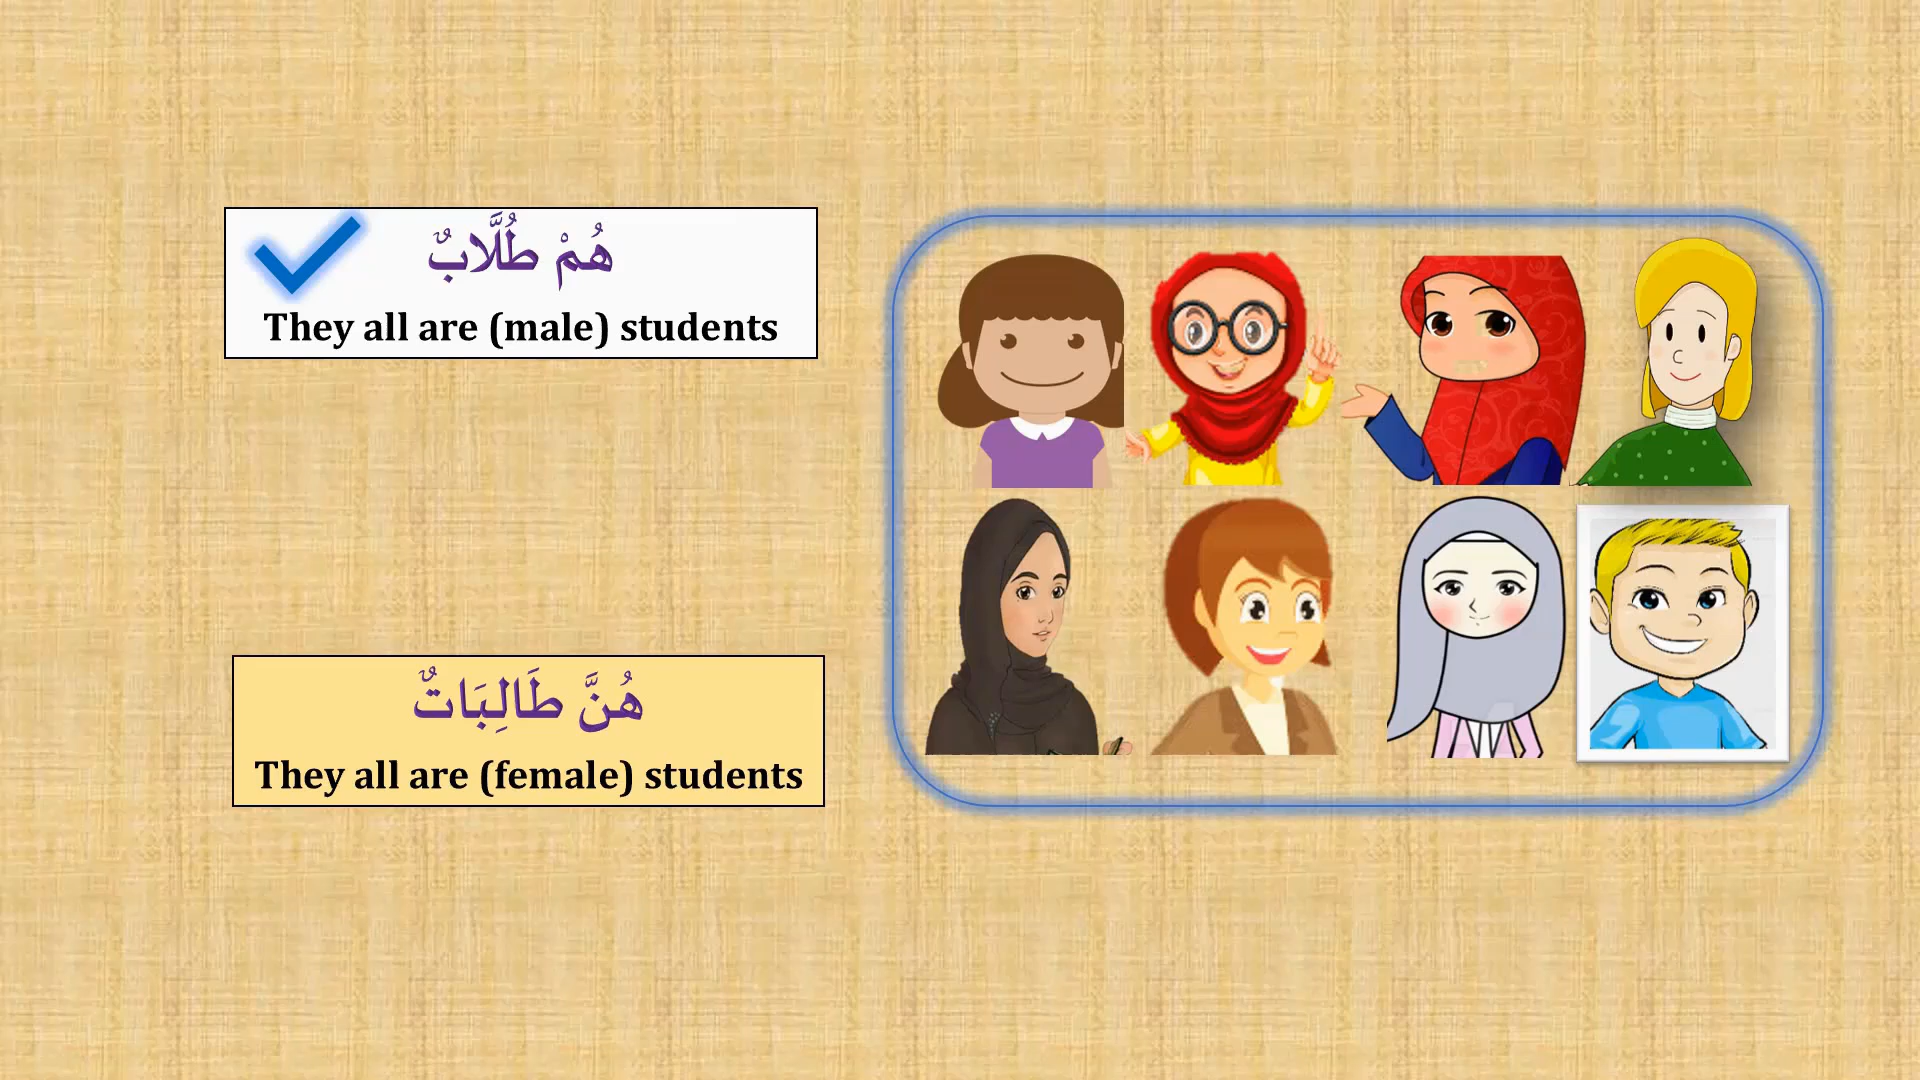 هُمْ طُلَّابٌ
They all are (male) students
هُنَّ طَالِبَاتٌ
They all are (female) students